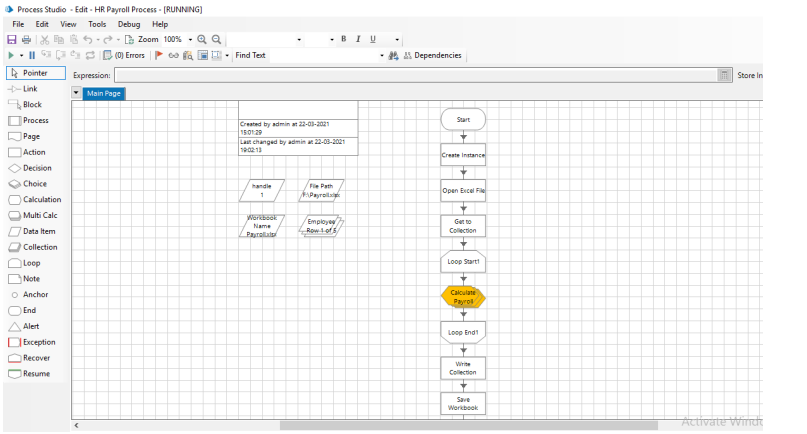 Process Studio - Edit - HR Payroll Process - [RUNNING]
File Edit View Tools Debug Help
Zoom 100% B I U
(0) Errors Find Text Dependencies
Pointer
Expression:
Store In
Link
Main Page
Block
Process
Page
Action
Decision
Choice
Calculation
Multi Calc
Data Item
Collection
Loop
Note
Anchor
End
Alert
Exception
Recover
Resume
Created by admin at 22-03-2021
15:01:29
Last changed by admin at 22-03-2021
19:02:13
handle
1
File Path
F:\Payroll.xlsx
Workbook
Name
Payroll.xlsx
Employee
Row 1 of 5
Start
Create Instance
Open Excel File
Get to
Collection
Loop Start1
Calculate
Payroll
Loop End1
Write
Collection
Save
Workbook
Activate Windo